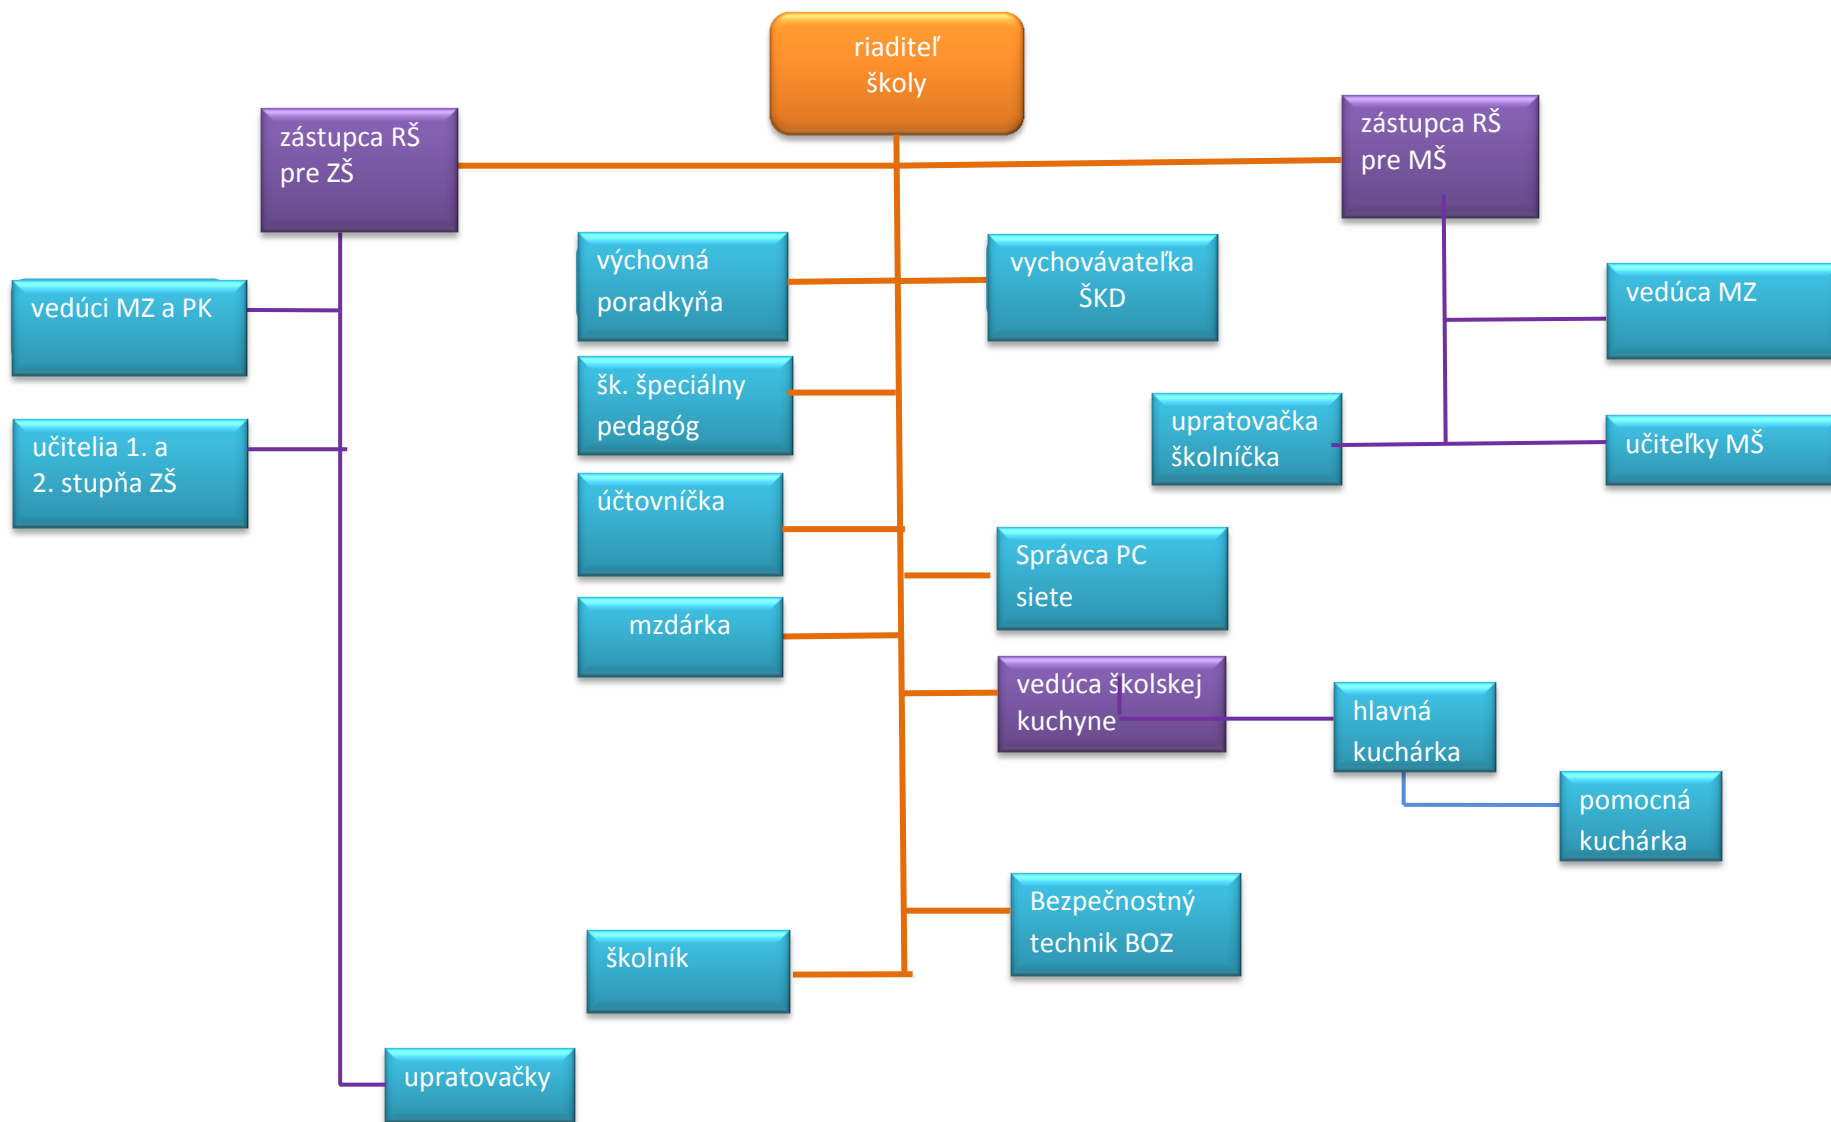 riaditeľ
školy
zástupca RŠ
pre ZŠ
zástupca RŠ
pre MŠ
výchovná
poradkyňa
vychovávateľka
ŠKD
vedúci MZ a PK
vedúca MZ
šk. špeciálny
pedagóg
upratovačka
školníčka
učiteľky MŠ
učitelia 1. a
2. stupňa ZŠ
účtovníčka
Správca PC
siete
mzdárka
vedúca školskej
kuchyne
hlavná
kuchárka
pomocná
kuchárka
Bezpečnostný
technik BOZ
školník
upratovačky